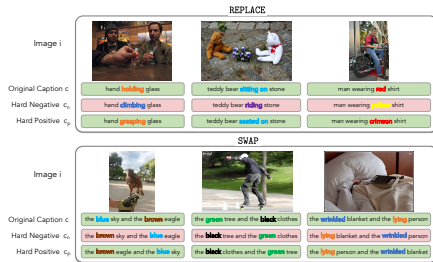 REPLACE
Image i
Original Caption c
hand holding glass
teddy bear sitting on stone
man wearing red shirt
Hard Negative cₙ
hand climbing glass
teddy bear riding stone
man wearing yellow shirt
Hard Positive cₚ
hand grasping glass
teddy bear seated on stone
man wearing crimson shirt
SWAP
Image i
Original Caption c
the blue sky and the brown eagle
the green tree and the black clothes
the wrinkled blanket and the lying person
Hard Negative cₙ
the brown sky and the blue eagle
the black tree and the green clothes
the lying blanket and the wrinkled person
Hard Positive cₚ
the brown eagle and the blue sky
the black clothes and the green tree
the lying person and the wrinkled blanket